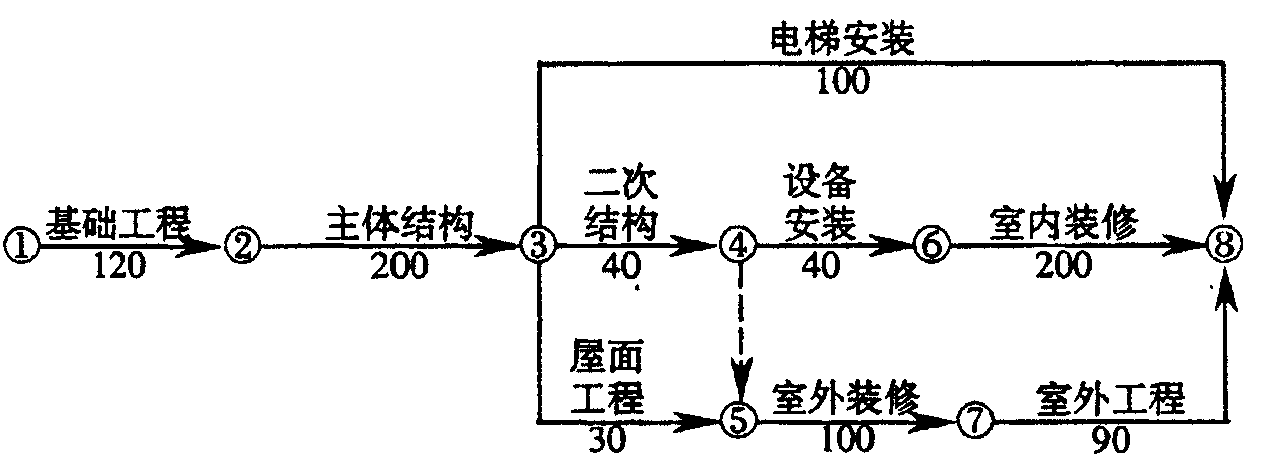 电梯安装
100
二次
结构
40
设备
安装
40
基础工程
120
主体结构
200
室内装修
200
① ② ③ ④ ⑥ ⑧
屋面
工程
30
室外装修
100
室外工程
90
⑤ ⑦